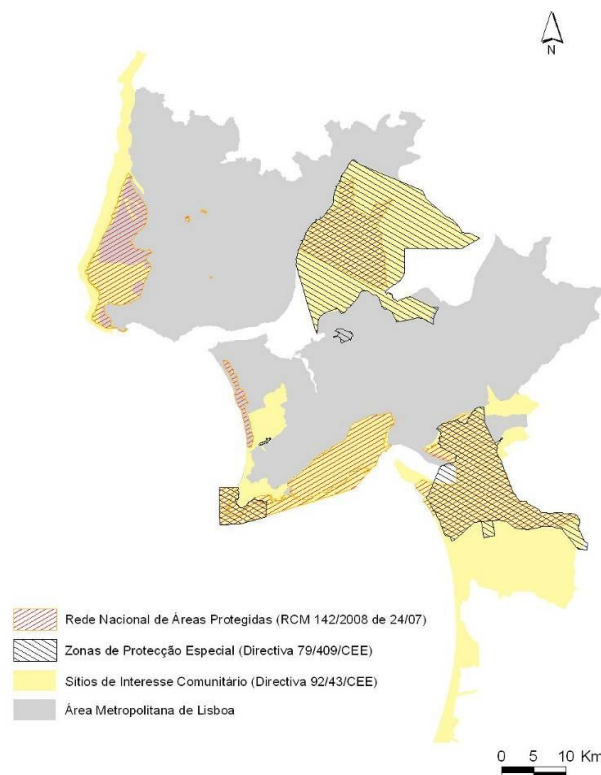 N
Rede Nacional de Áreas Protegidas (RCM 142/2008 de 24/07)
Zonas de Protecção Especial (Directiva 79/409/CEE)
Sítios de Interesse Comunitário (Directiva 92/43/CEE)
Área Metropolitana de Lisboa
0 5 10 Km